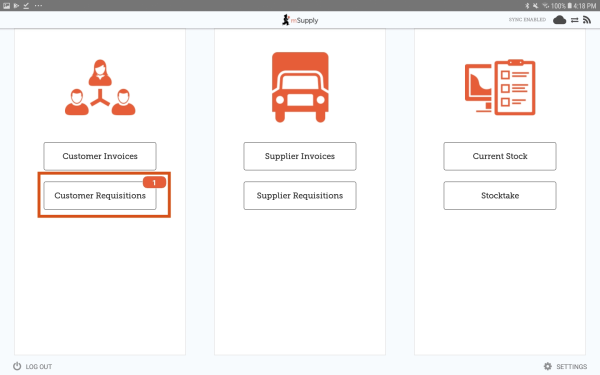 100% 4:18 PM
mSupply
SYNC ENABLED
Customer Invoices
Customer Requisitions
1
Supplier Invoices
Supplier Requisitions
Current Stock
Stocktake
LOG OUT
SETTINGS